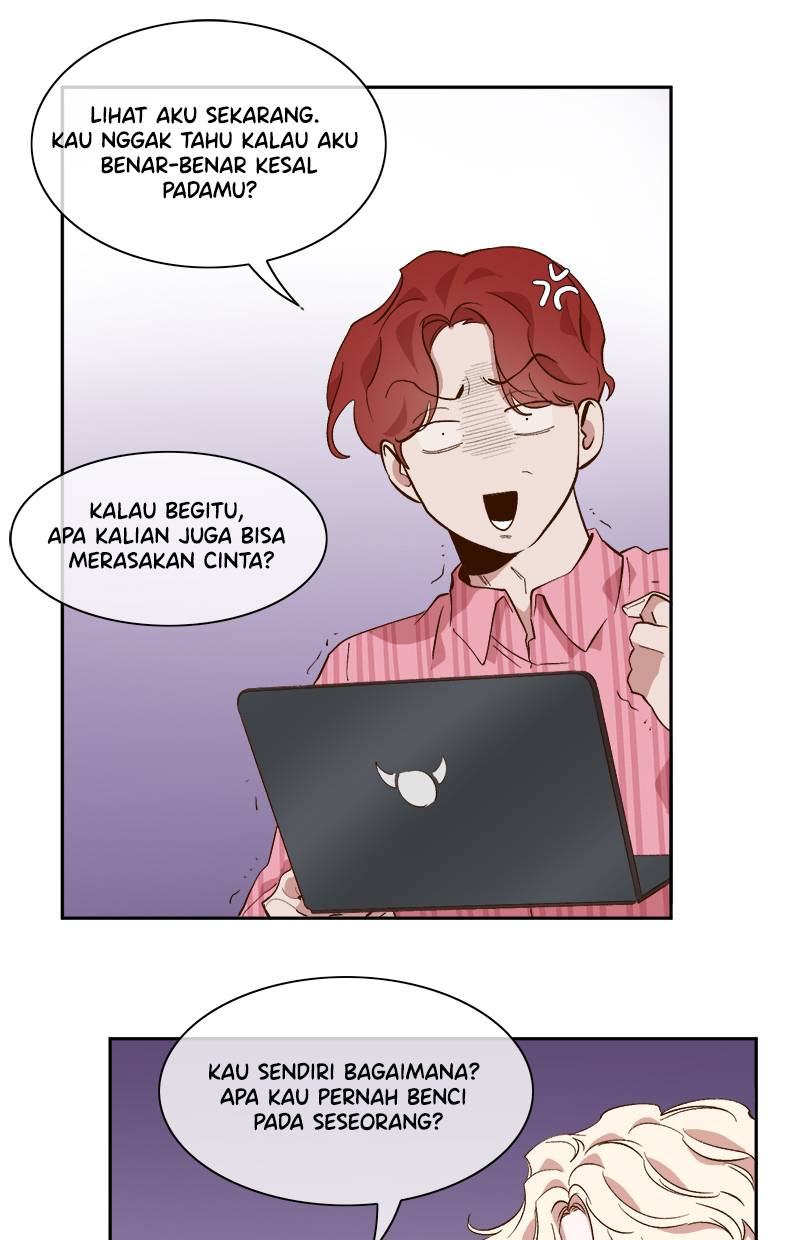 LIHAT AKU SEKARANG.
KAU NGGAK TAHU KALAU AKU
BENAR-BENAR KESAL
PADAMU?
KALAU BEGITU,
APA KALIAN JUGA BISA
MERASAKAN CINTA?
KAU SENDIRI BAGAIMANA?
APA KAU PERNAH BENCI
PADA SESEORANG?